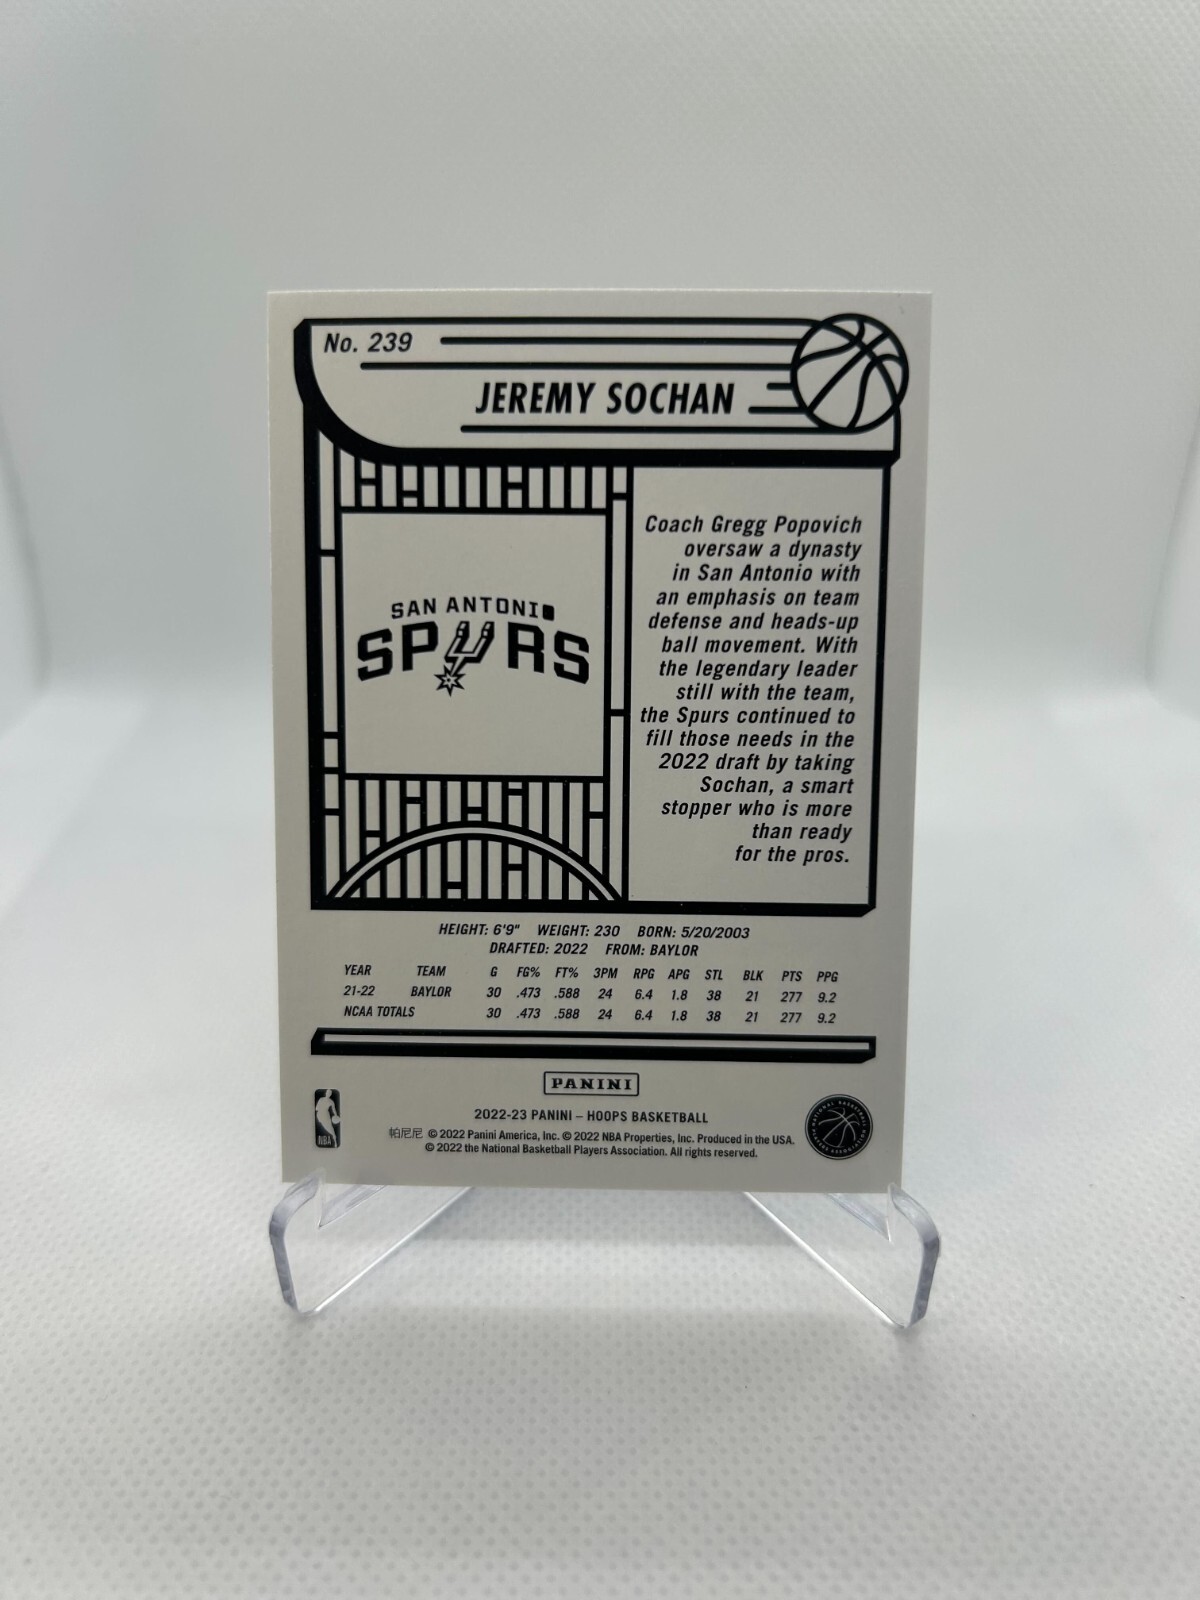 No. 239
JEREMY SOCHAN
SAN ANTONIO
SPURS
Coach Gregg Popovich
oversaw a dynasty
in San Antonio with
an emphasis on team
defense and heads-up
ball movement. With
the legendary leader
still with the team,
the Spurs continued to
fill those needs in the
2022 draft by taking
Sochan, a smart
stopper who is more
than ready
for the pros.
HEIGHT: 6'9" WEIGHT: 230 BORN: 5/20/2003
DRAFTED: 2022 FROM: BAYLOR
YEAR TEAM G FG% FT% 3PM RPG APG STL BLK PTS PPG
21-22 BAYLOR 30 .473 .588 24 6.4 1.8 38 21 277 9.2
NCAA TOTALS 30 .473 .588 24 6.4 1.8 38 21 277 9.2
PANINI
2022-23 PANINI – HOOPS BASKETBALL
帕尼尼 © 2022 Panini America, Inc. © 2022 NBA Properties, Inc. Produced in the USA.
© 2022 the National Basketball Players Association. All rights reserved.
NBA
NATIONAL BASKETBALL
PLAYERS ASSOCIATION